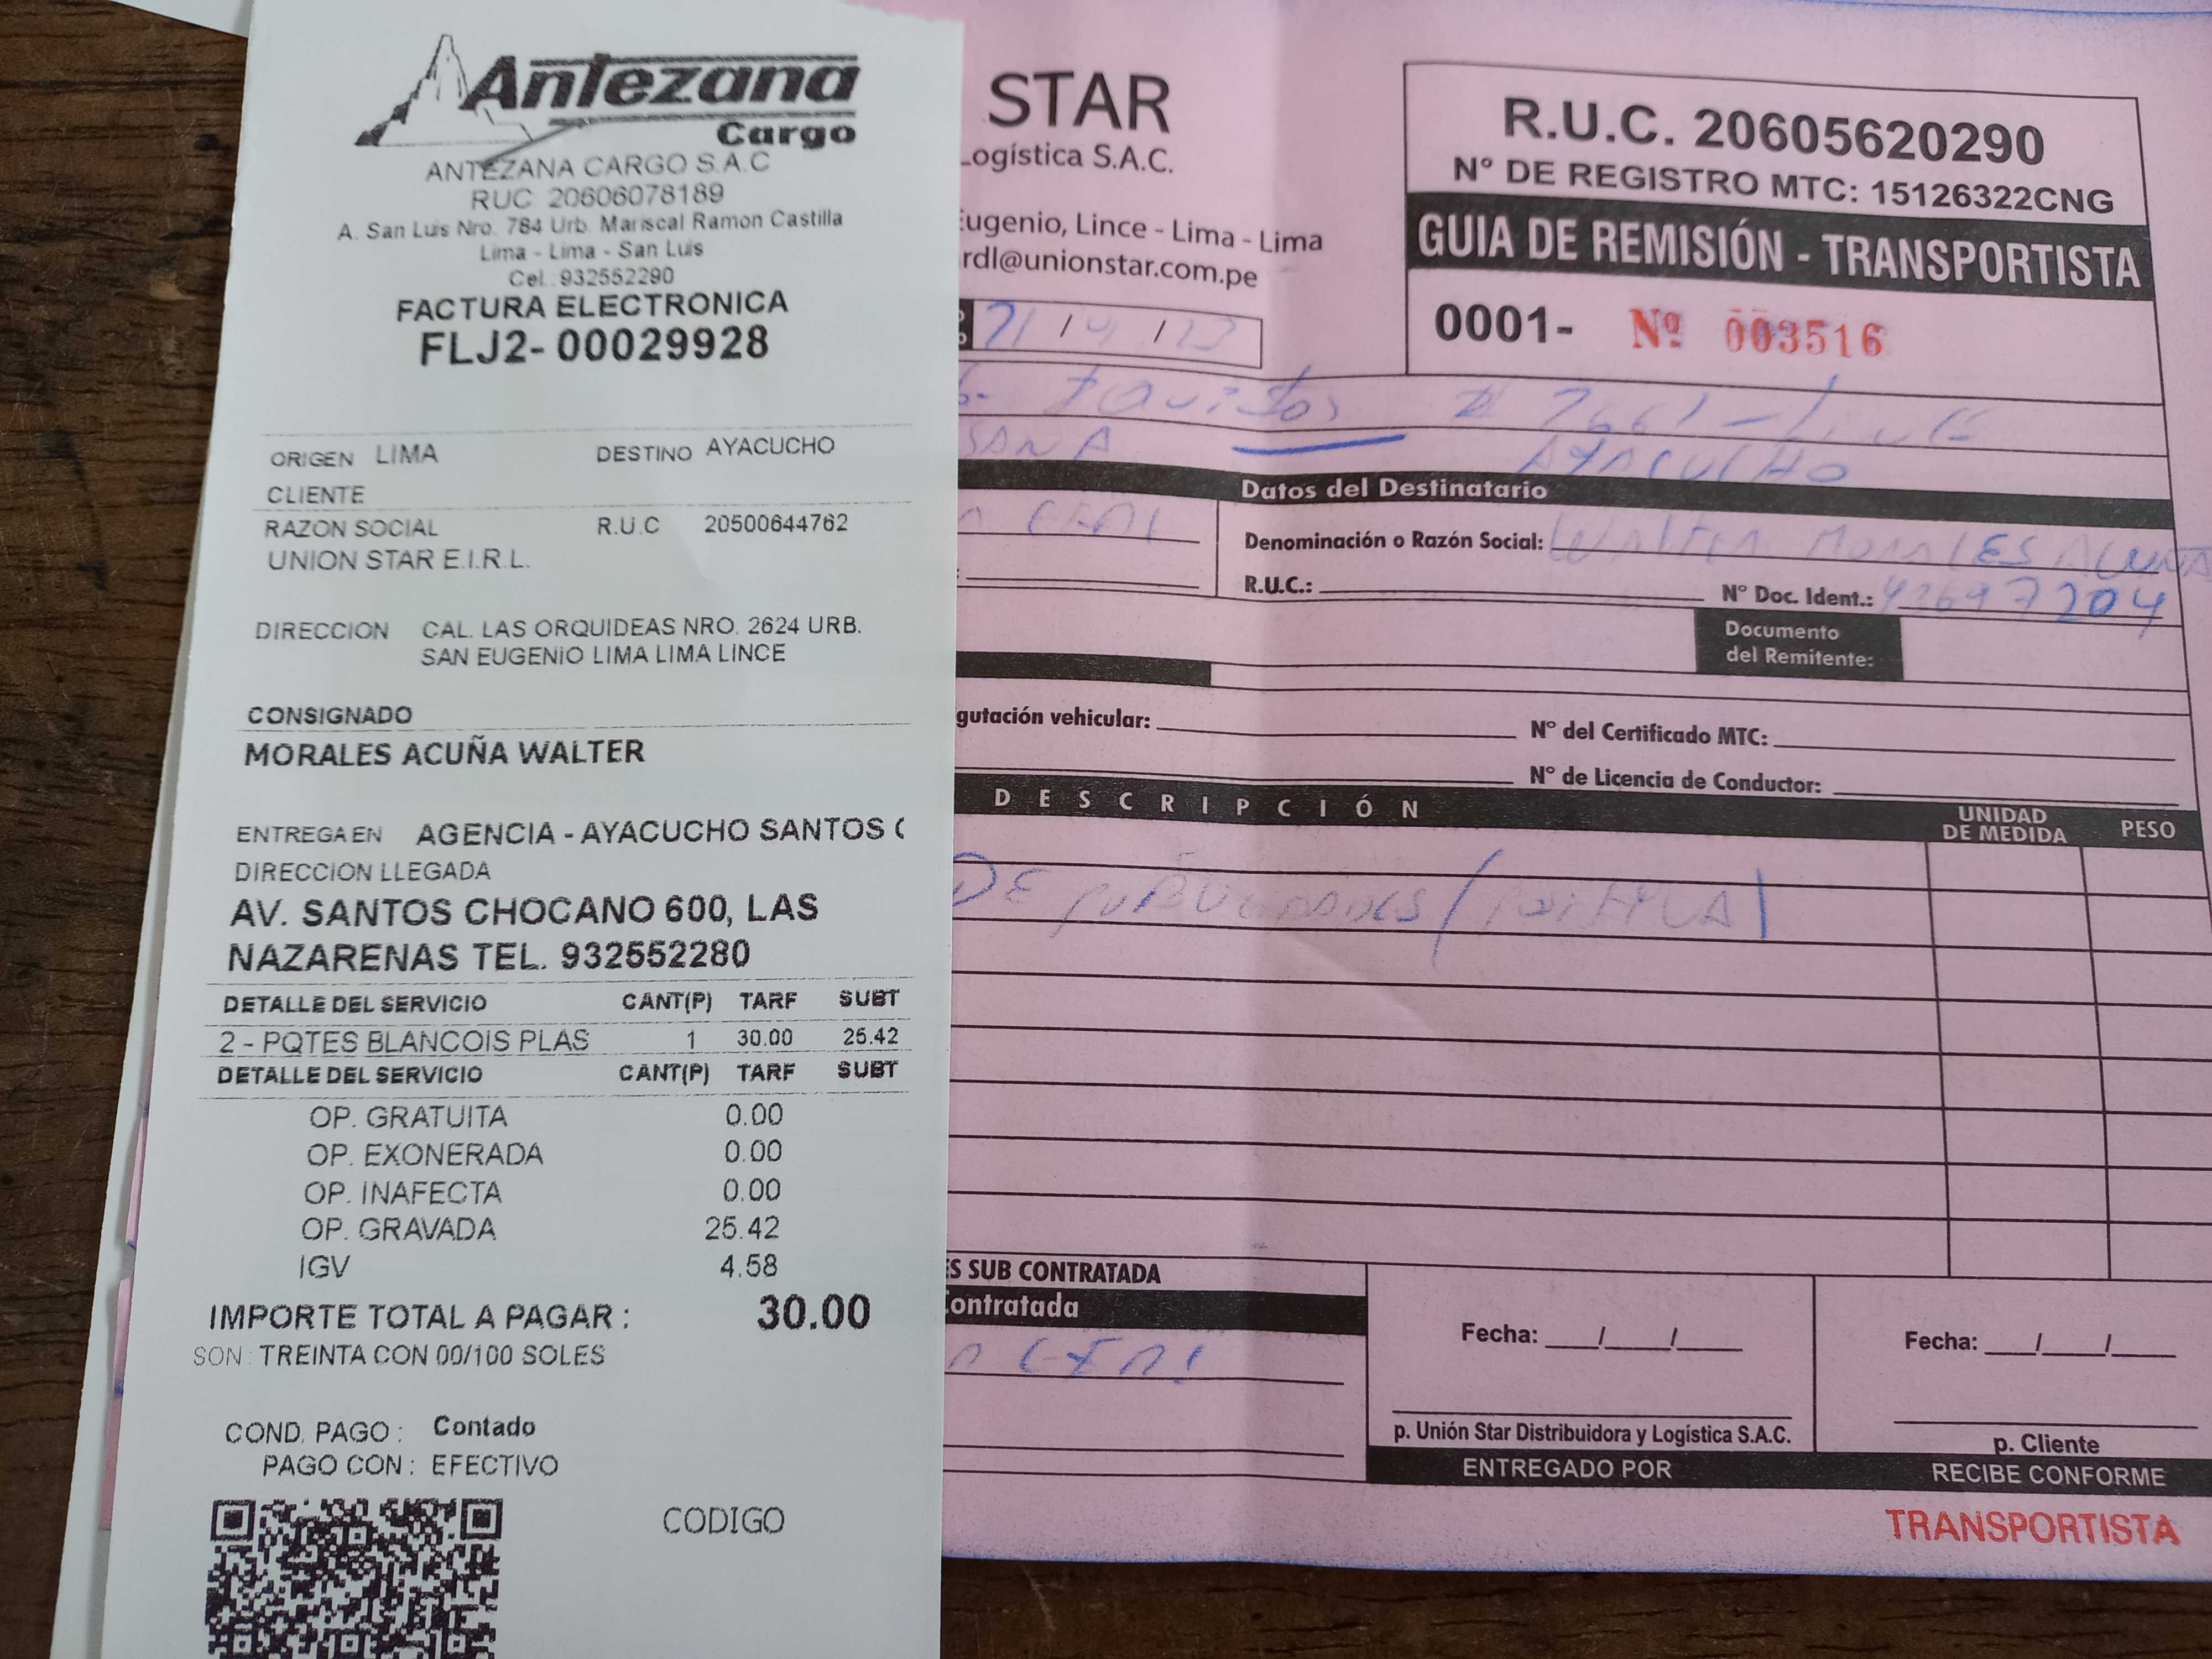 Antezana
Cargo
ANTEZANA CARGO S.A.C
RUC: 20606078189
A. San Luis Nro. 784 Urb. Mariscal Ramon Castilla
Lima - Lima - San Luis
Cel.: 932552290
FACTURA ELECTRONICA
FLJ2- 00029928
ORIGEN LIMA DESTINO AYACUCHO
CLIENTE
RAZON SOCIAL R.U.C 20500644762
UNION STAR E.I.R.L.
DIRECCION CAL. LAS ORQUIDEAS NRO. 2624 URB.
SAN EUGENIO LIMA LIMA LINCE
CONSIGNADO
MORALES ACUÑA WALTER
ENTREGA EN AGENCIA - AYACUCHO SANTOS C
DIRECCION LLEGADA
AV. SANTOS CHOCANO 600, LAS
NAZARENAS TEL. 932552280
DETALLE DEL SERVICIO CANT(P) TARF SUBT
2 - PQTES BLANCOIS PLAS 1 30.00 25.42
DETALLE DEL SERVICIO CANT(P) TARF SUBT
OP. GRATUITA 0.00
OP. EXONERADA 0.00
OP. INAFECTA 0.00
OP. GRAVADA 25.42
IGV 4.58
IMPORTE TOTAL A PAGAR : 30.00
SON : TREINTA CON 00/100 SOLES
COND. PAGO : Contado
PAGO CON : EFECTIVO
CODIGO
STAR
Logística S.A.C.
Eugenio, Lince - Lima - Lima
rdl@unionstar.com.pe
R.U.C. 20605620290
N° DE REGISTRO MTC: 15126322CNG
GUIA DE REMISIÓN - TRANSPORTISTA
0001- Nº 003516
AYACUCHO
Datos del Destinatario
Denominación o Razón Social: Walter MORALES ACUÑA
R.U.C.: N° Doc. Ident.: 43697204
Documento
del Remitente:
gutación vehicular: N° del Certificado MTC:
N° de Licencia de Conductor:
DESCRIPCIÓN UNIDAD DE MEDIDA PESO
DE
ES SUB CONTRATADA
Contratada
Fecha: / / Fecha: / /
p. Unión Star Distribuidora y Logística S.A.C. p. Cliente
ENTREGADO POR RECIBE CONFORME
TRANSPORTISTA